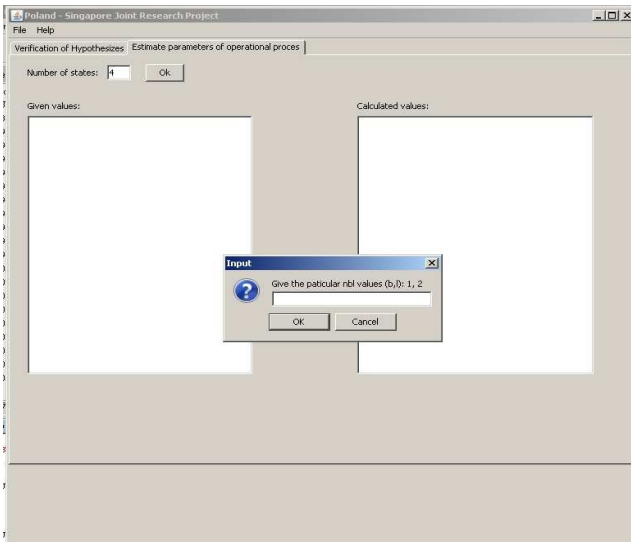 Poland - Singapore Joint Research Project
File Help
Verification of Hypothesizes Estimate parameters of operational proces
Number of states: 4 Ok
Given values: Calculated values:
Input
Give the paticular nbl values (b,l): 1, 2
OK Cancel